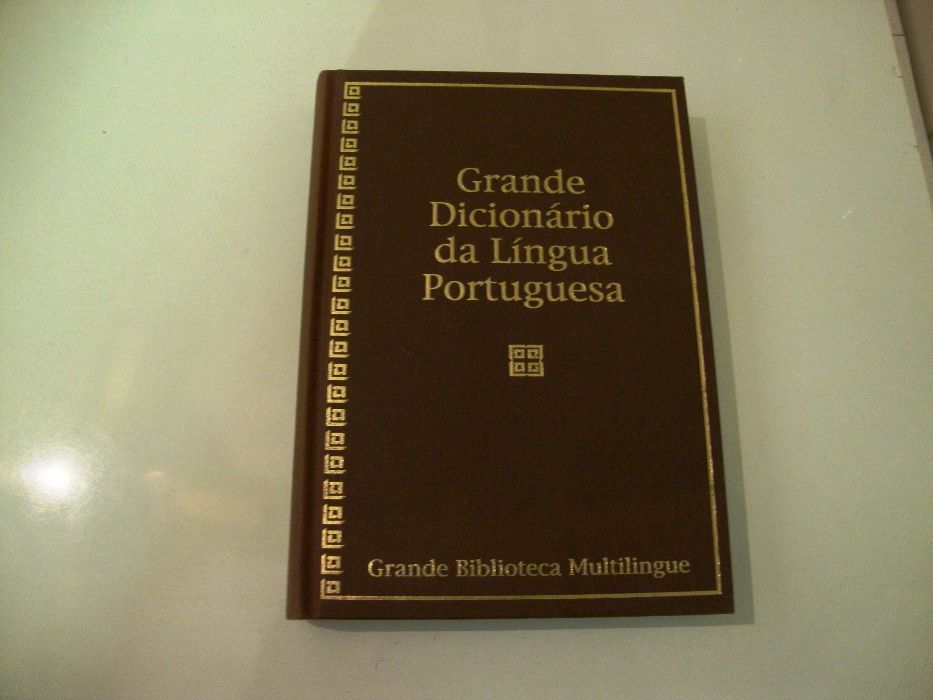 Grande
Dicionário
da Língua
Portuguesa
Grande Biblioteca Multilingue